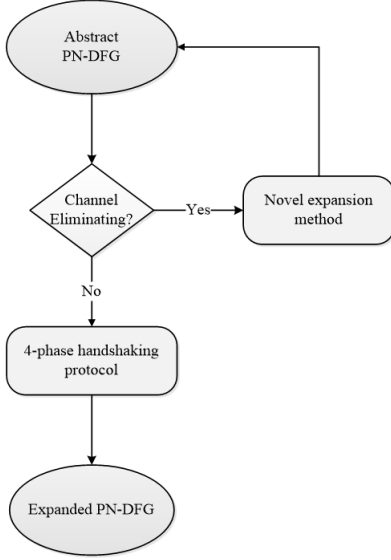 Abstract
PN-DFG
Channel
Eliminating?
Yes
Novel expansion
method
No
4-phase handshaking
protocol
Expanded PN-DFG